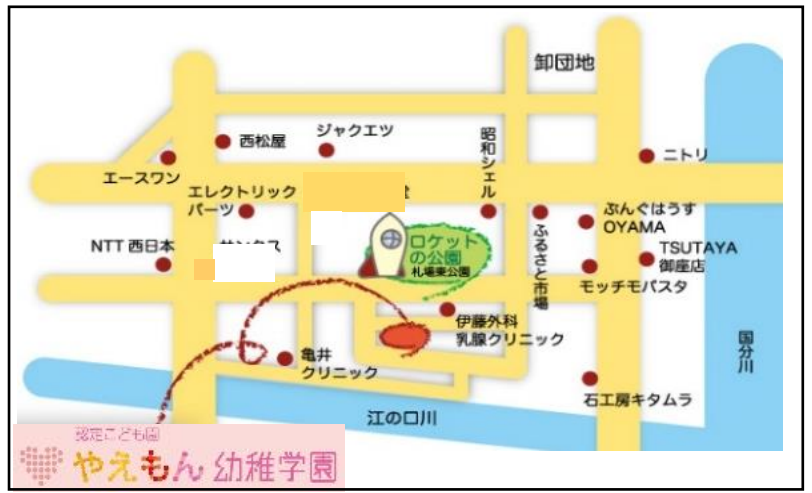 卸団地
ジャクエツ
西松屋
昭和シェル
ニトリ
エースワン
エレクトリック
パーツ
ふるさと市場
ぶんぐはうす
OYAMA
NTT 西日本
ロケット
の公園
札場東公園
TSUTAYA
御座店
モッチモパスタ
伊藤外科
乳腺クリニック
亀井
クリニック
国分川
石工房キタムラ
江の口川
認定こども園
やえもん 幼稚学園